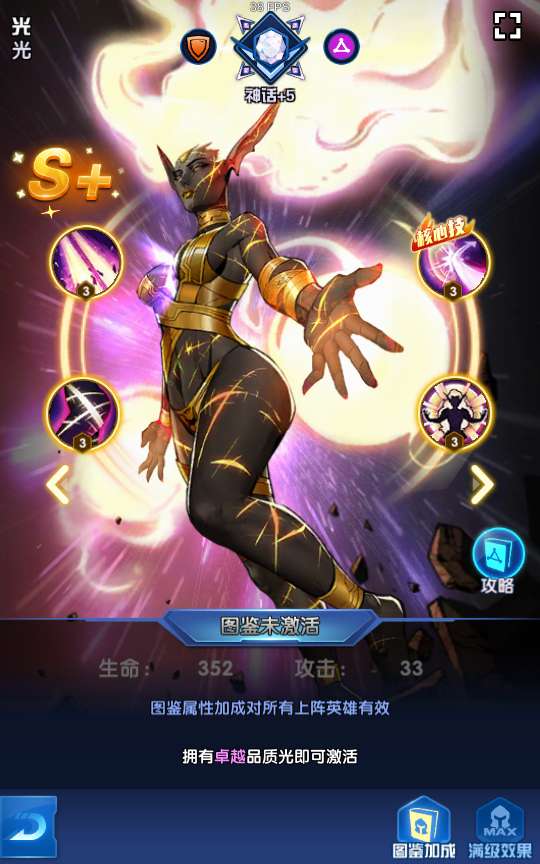 38 FPS
光
光
神话+5
S+
核心技
3
3
3
3
攻略
图鉴未激活
生命： 352 攻击： 33
图鉴属性加成对所有上阵英雄有效
拥有卓越品质光即可激活
MAX
图鉴加成 满级效果